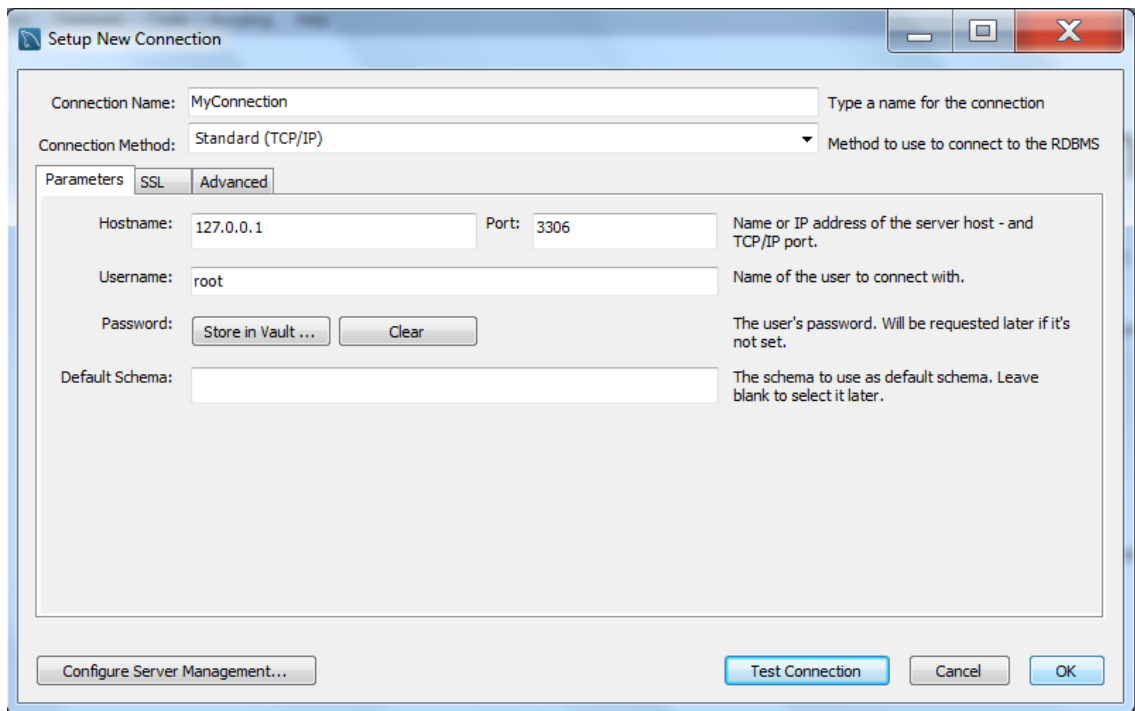 Setup New Connection
Connection Name: MyConnection Type a name for the connection
Connection Method: Standard (TCP/IP) Method to use to connect to the RDBMS
Parameters SSL Advanced
Hostname: 127.0.0.1 Port: 3306 Name or IP address of the server host - and
TCP/IP port.
Username: root Name of the user to connect with.
Password: Store in Vault ... Clear The user's password. Will be requested later if it's
not set.
Default Schema: The schema to use as default schema. Leave
blank to select it later.
Configure Server Management... Test Connection Cancel OK